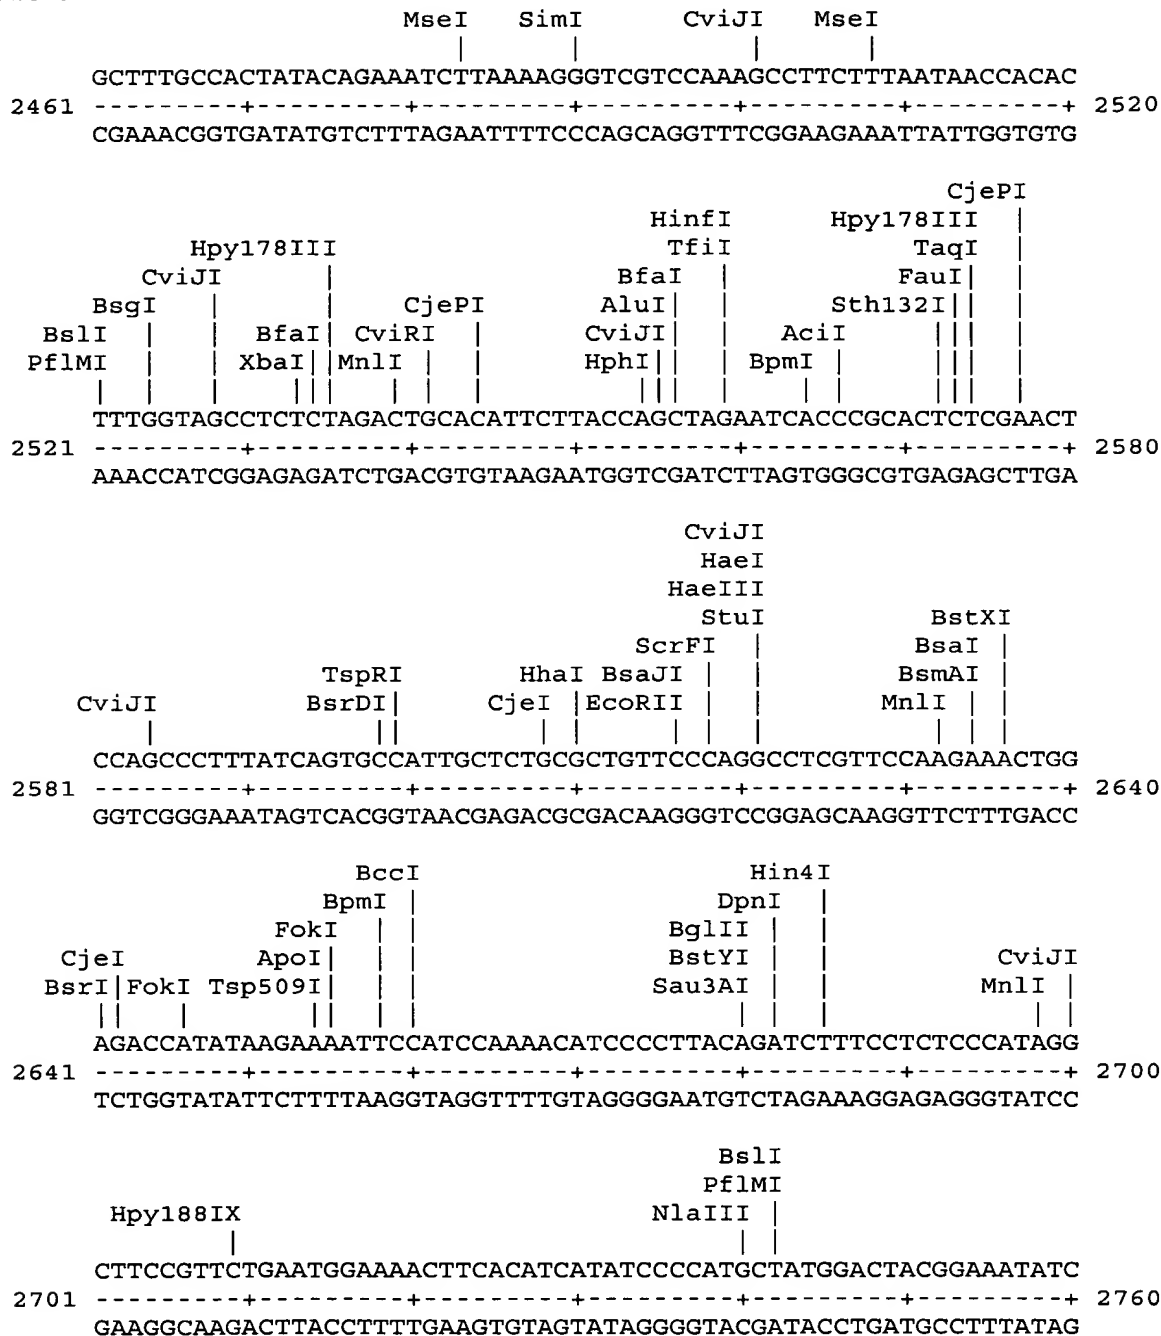 MseI SimI CviJI MseI
GCTTTGCCACTATACAGAAATCTTAAAAGGGTCGTCCAAAGCCTTCTTTAATAACCACAC
2461 ---------+---------+---------+---------+---------+---------+ 2520
CGAAACGGTGATATGTCTTTAGAATTTTCCCAGCAGGTTTCGGAAGAAATTATTGGTGTG
CjePI
HinfI Hpy178III
Hpy178III TfiI TaqI
CviJI BfaI FauI
BsgI CjePI AluI Sth132I
BslI BfaI CviRI CviJI AciI
PflMI XbaI MnlI HphI BpmI
TTTGGTAGCCTCTCTAGACTGCACATTCTTACCAGCTAGAATCACCCGCACTCTCGAACT
2521 ---------+---------+---------+---------+---------+---------+ 2580
AAACCATCGGAGAGATCTGACGTGTAAGAATGGTCGATCTTAGTGGGCGTGAGAGCTTGA
CviJI
HaeI
HaeIII
StuI BstXI
ScrFI BsaI
TspRI HhaI BsaJI BsmAI
CviJI BsrDI CjeI EcoRII MnlI
CCAGCCCTTTATCAGTGCCATTGCTCTGCGCTGTTCCCAGGCCTCGTTCCAAGAAACTGG
2581 ---------+---------+---------+---------+---------+---------+ 2640
GGTCGGGAAATAGTCACGGTAACGAGACGCGACAAGGGTCCGGAGCAAGGTTCTTTGACC
BccI Hin4I
BpmI DpnI
FokI BglII
CjeI ApoI BstYI CviJI
BsrI FokI Tsp509I Sau3AI MnlI
AGACCATATAAGAAAATTCCATCCAAAACATCCCCTTACAGATCTTTCCTCTCCCATAGG
2641 ---------+---------+---------+---------+---------+---------+ 2700
TCTGGTATATTCTTTTAAGGTAGGTTTTGTAGGGGAATGTCTAGAAAGGAGAGGGTATCC
BslI
PflMI
Hpy188IX NlaIII
CTTCCGTTCTGAATGGAAAACTTCACATCATATCCCCATGCTATGGACTACGGAAATATC
2701 ---------+---------+---------+---------+---------+---------+ 2760
GAAGGCAAGACTTACCTTTTGAAGTGTAGTATAGGGGTACGATACCTGATGCCTTTATAG